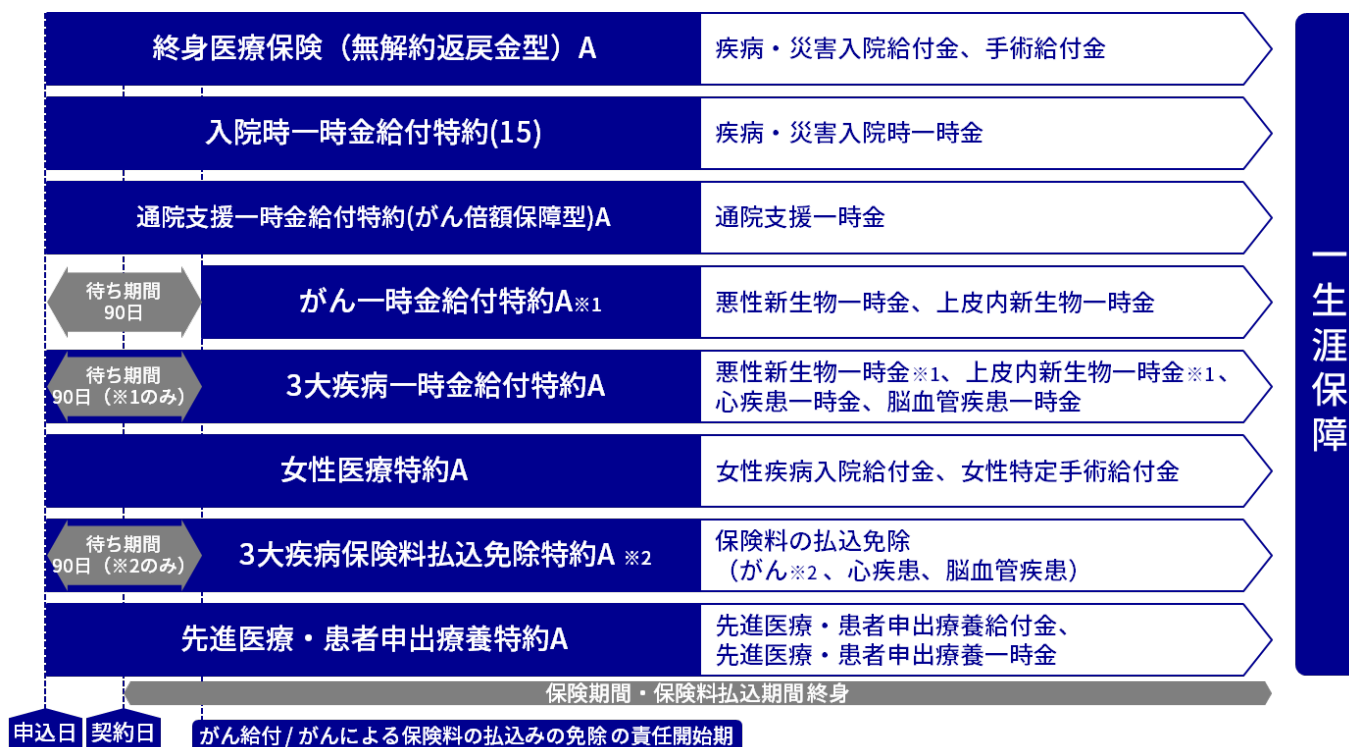 終身医療保険（無解約返戻金型）A
疾病・災害入院給付金、手術給付金
入院時一時金給付特約(15)
疾病・災害入院時一時金
通院支援一時金給付特約(がん倍額保障型)A
通院支援一時金
待ち期間
90日
がん一時金給付特約A※1
悪性新生物一時金、上皮内新生物一時金
待ち期間
90日（※1のみ）
3大疾病一時金給付特約A
悪性新生物一時金※1、上皮内新生物一時金※1、
心疾患一時金、脳血管疾患一時金
女性医療特約A
女性疾病入院給付金、女性特定手術給付金
待ち期間
90日（※2のみ）
3大疾病保険料払込免除特約A ※2
保険料の払込免除
（がん※2、心疾患、脳血管疾患）
先進医療・患者申出療養特約A
先進医療・患者申出療養給付金、
先進医療・患者申出療養一時金
一生涯保障
保険期間・保険料払込期間終身
申込日
契約日
がん給付/がんによる保険料の払込みの免除の責任開始期